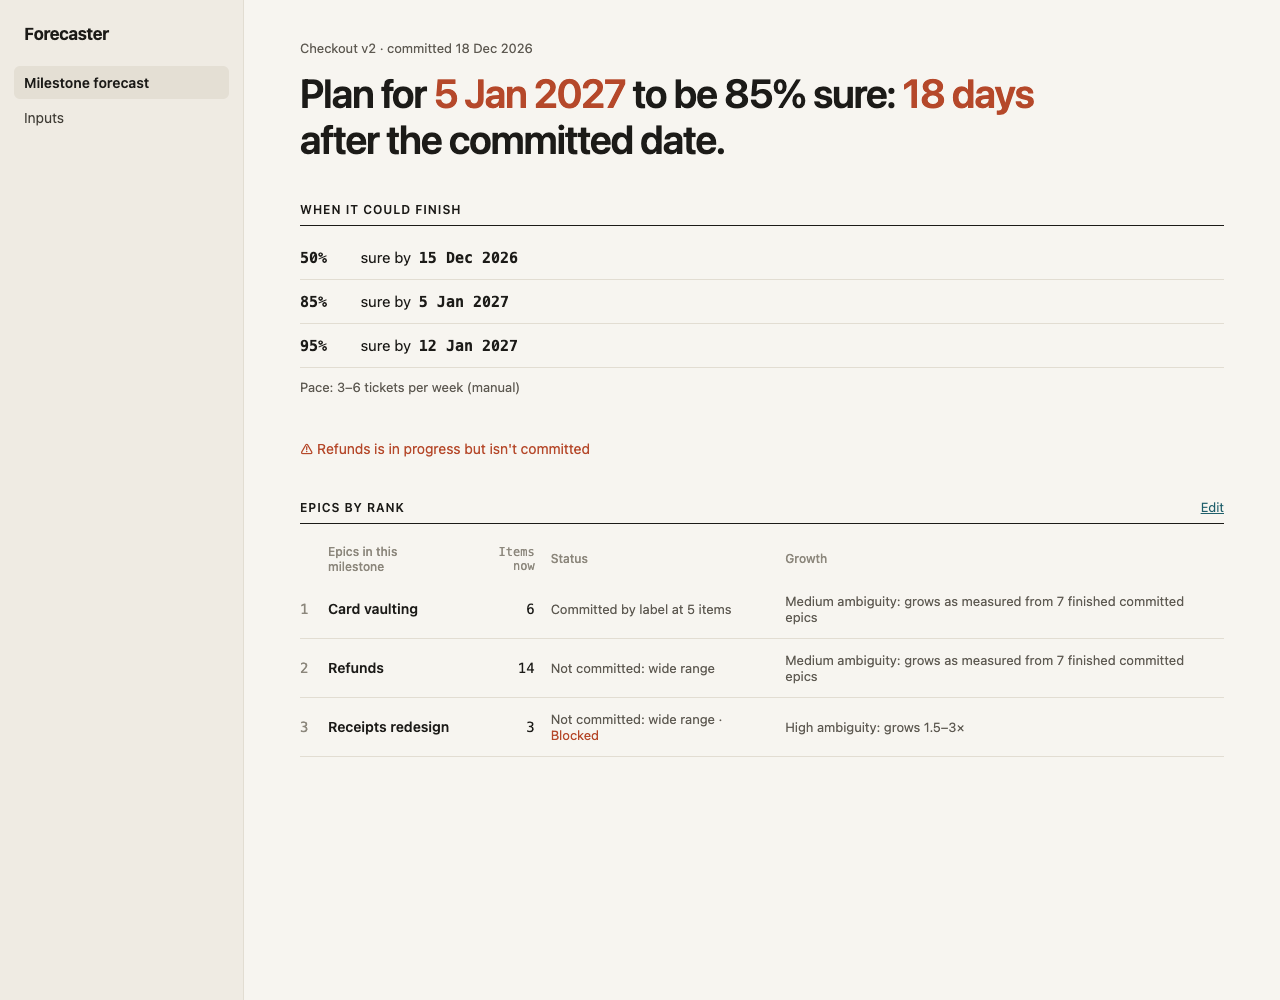 Forecaster
Milestone forecast
Inputs
Checkout v2 · committed 18 Dec 2026
Plan for 5 Jan 2027 to be 85% sure: 18 days
after the committed date.
WHEN IT COULD FINISH
50% sure by 15 Dec 2026
85% sure by 5 Jan 2027
95% sure by 12 Jan 2027
Pace: 3–6 tickets per week (manual)
⚠ Refunds is in progress but isn't committed
EPICS BY RANK Edit
Epics in this
milestone
Items
now
Status
Growth
1 Card vaulting 6 Committed by label at 5 items
Medium ambiguity: grows as measured from 7 finished committed
epics
2 Refunds 14 Not committed: wide range
Medium ambiguity: grows as measured from 7 finished committed
epics
3 Receipts redesign 3
Not committed: wide range ·
Blocked
High ambiguity: grows 1.5–3×